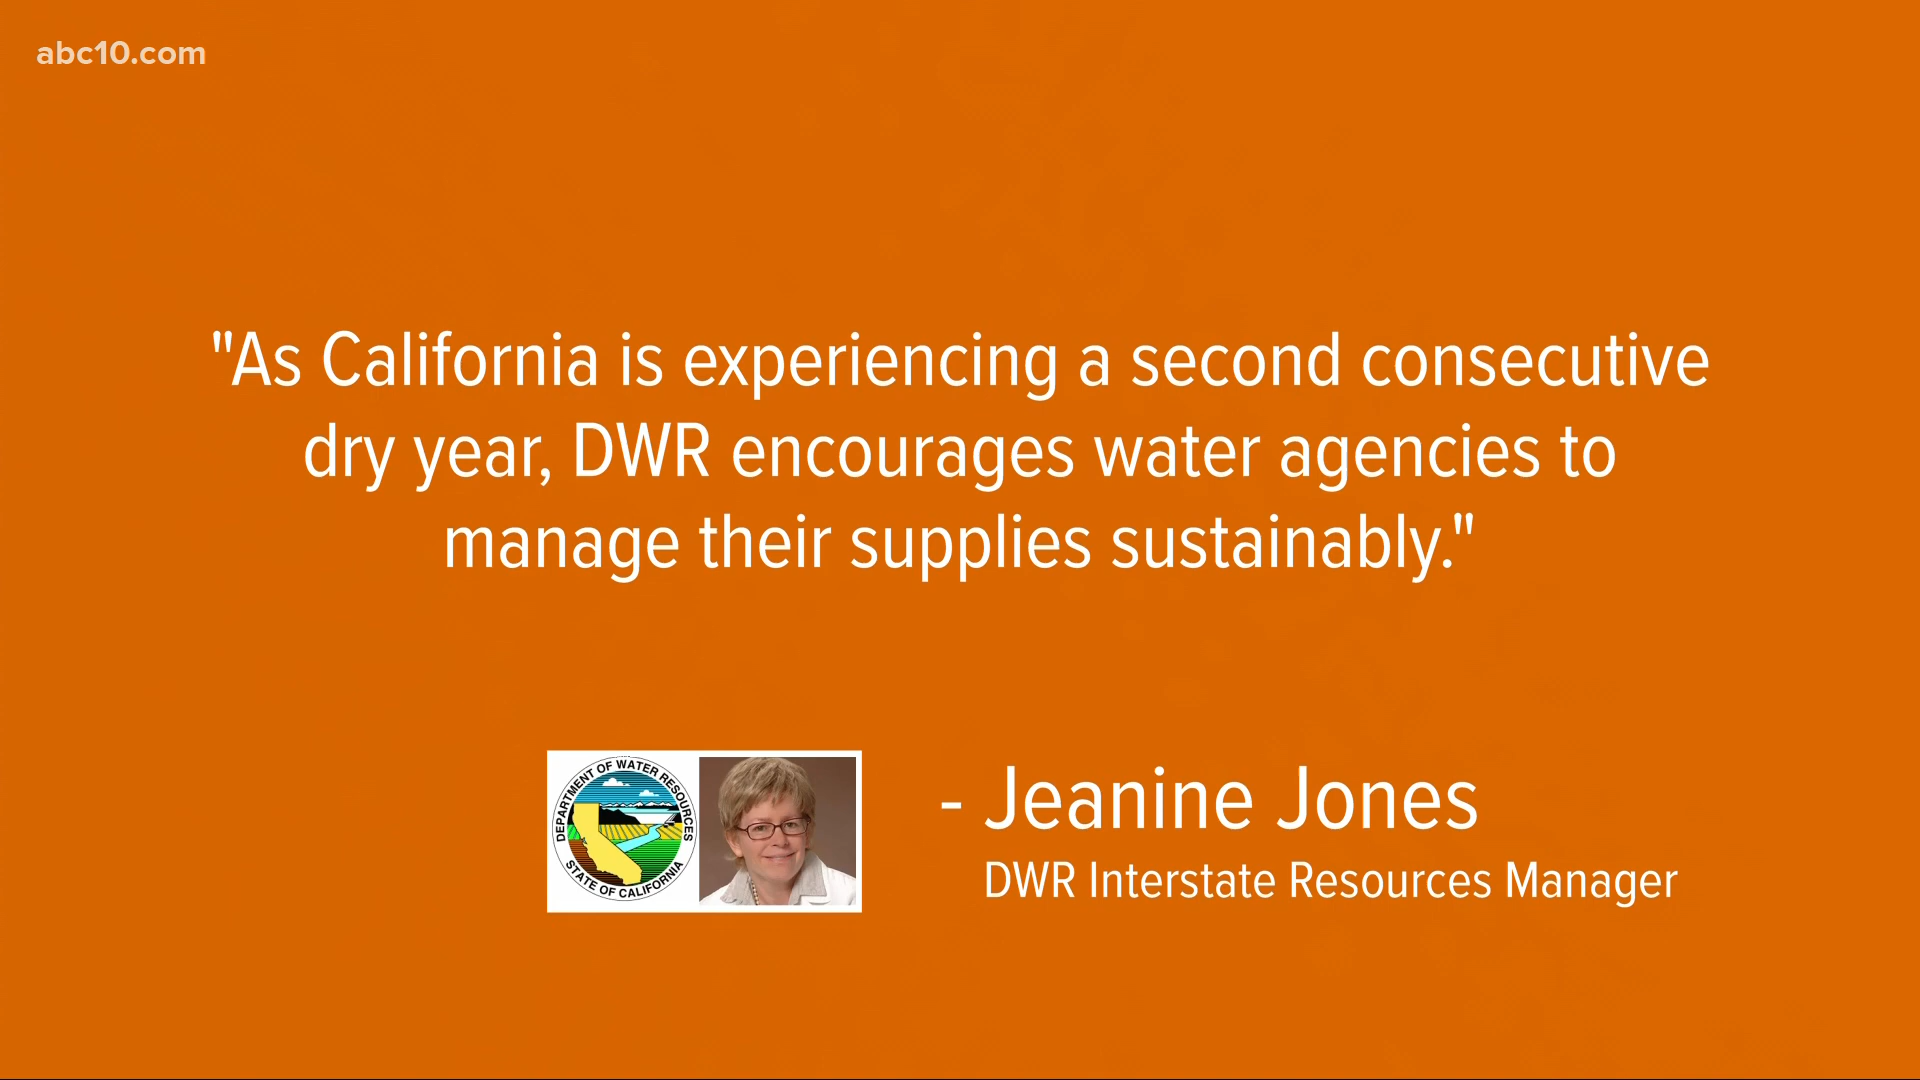 abc10.com
"As California is experiencing a second consecutive
dry year, DWR encourages water agencies to
manage their supplies sustainably."
DEPARTMENT OF WATER RESOURCES
STATE OF CALIFORNIA
- Jeanine Jones
DWR Interstate Resources Manager